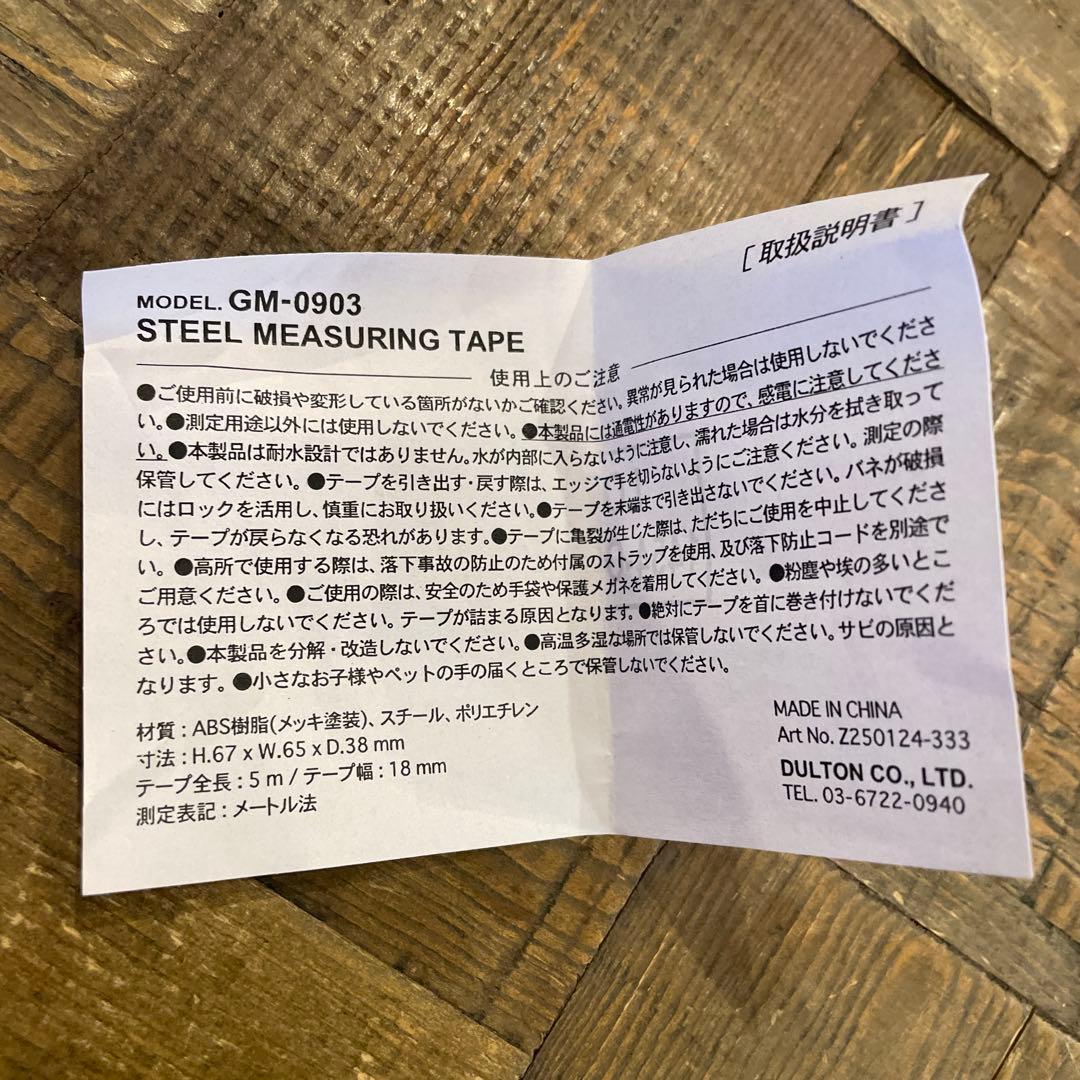 [取扱説明書]
MODEL. GM-0903
STEEL MEASURING TAPE
使用上のご注意
●ご使用前に破損や変形している箇所がないかご確認ください。異常が見られた場合は使用しないでくださ
い。●測定用途以外には使用しないでください。●本製品には通電性がありますので、感電に注意してくださ
い。●本製品は耐水設計ではありません。水が内部に入らないように注意し、濡れた場合は水分を拭き取って
保管してください。●テープを引き出す・戻す際は、エッジで手を切らないようにご注意ください。測定の際
にはロックを活用し、慎重にお取り扱いください。●テープを末端まで引き出さないでください。バネが破損
し、テープが戻らなくなる恐れがあります。●テープに亀裂が生じた際は、ただちにご使用を中止してくださ
い。●高所で使用する際は、落下事故の防止のため付属のストラップを使用、及び落下防止コードを別途で
ご用意ください。●ご使用の際は、安全のため手袋や保護メガネを着用してください。●粉塵や埃の多いとこ
ろでは使用しないでください。テープが詰まる原因となります。●絶対にテープを首に巻き付けないでくだ
さい。●本製品を分解・改造しないでください。●高温多湿な場所では保管しないでください。サビの原因と
なります。●小さなお子様やペットの手の届くところで保管しないでください。
材質 : ABS樹脂(メッキ塗装)、スチール、ポリエチレン
寸法 : H.67 x W.65 x D.38 mm
テープ全長 : 5 m / テープ幅 : 18 mm
測定表記 : メートル法
MADE IN CHINA
Art No. Z250124-333
DULTON CO., LTD.
TEL. 03-6722-0940